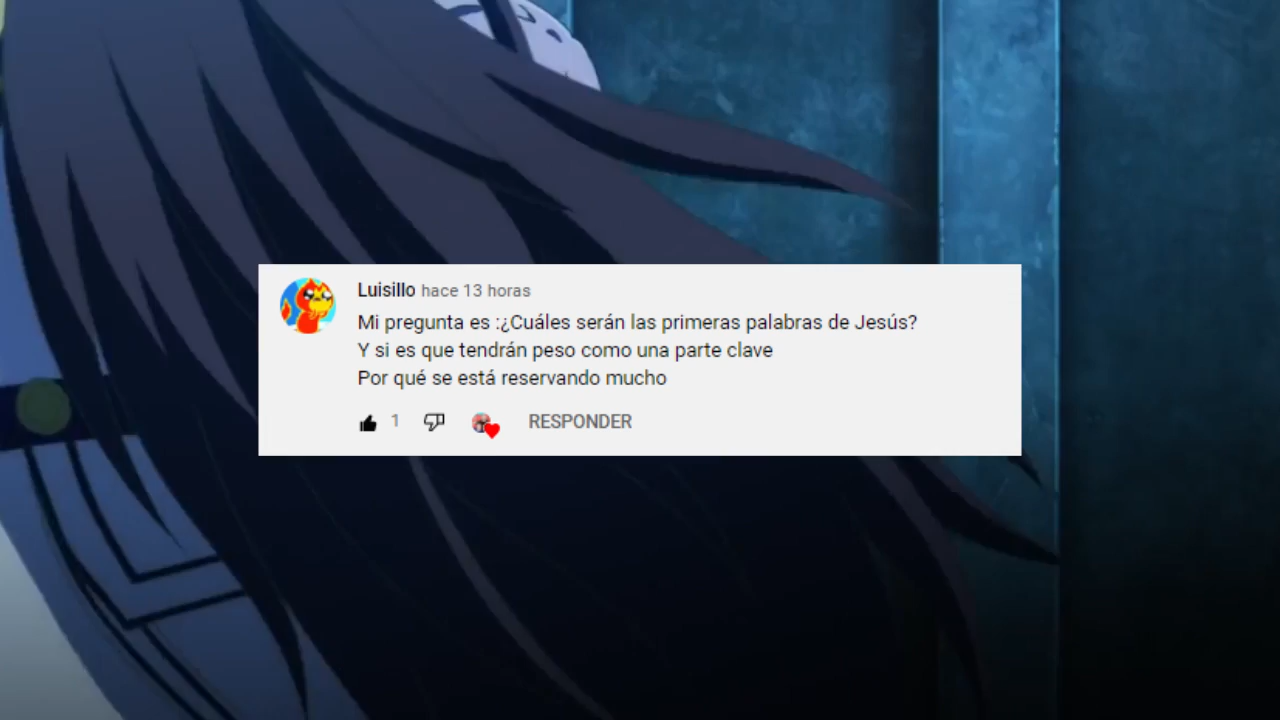 Luisillo hace 13 horas
Mi pregunta es :¿Cuáles serán las primeras palabras de Jesús?
Y si es que tendrán peso como una parte clave
Por qué se está reservando mucho
1 RESPONDER